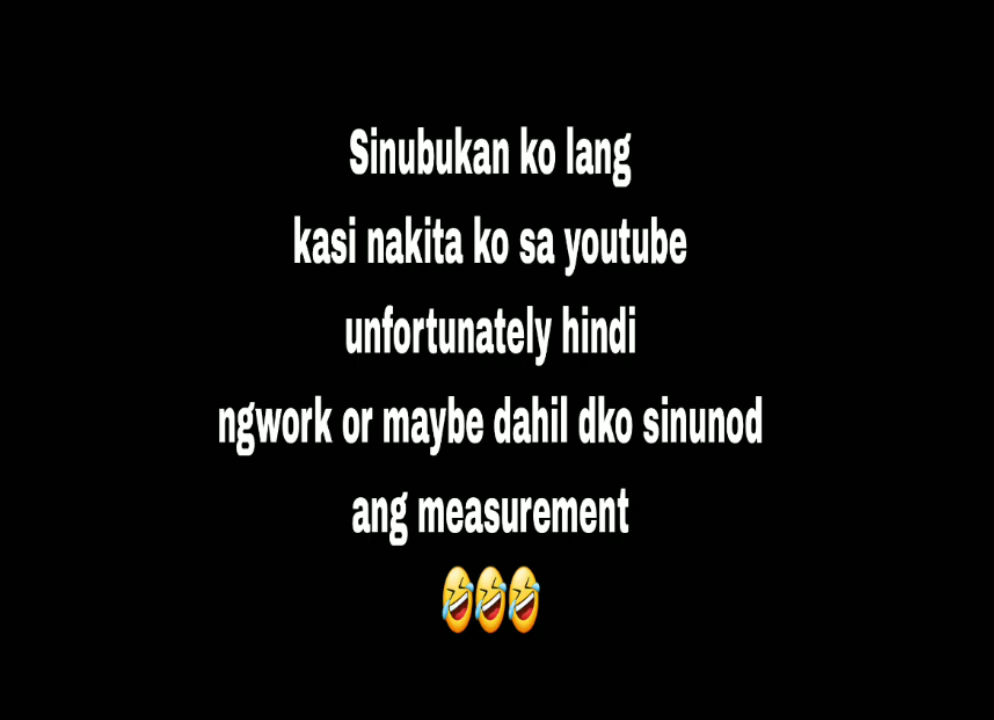 Sinubukan ko lang
kasi nakita ko sa youtube
unfortunately hindi
ngwork or maybe dahil dko sinunod
ang measurement
🤣🤣🤣